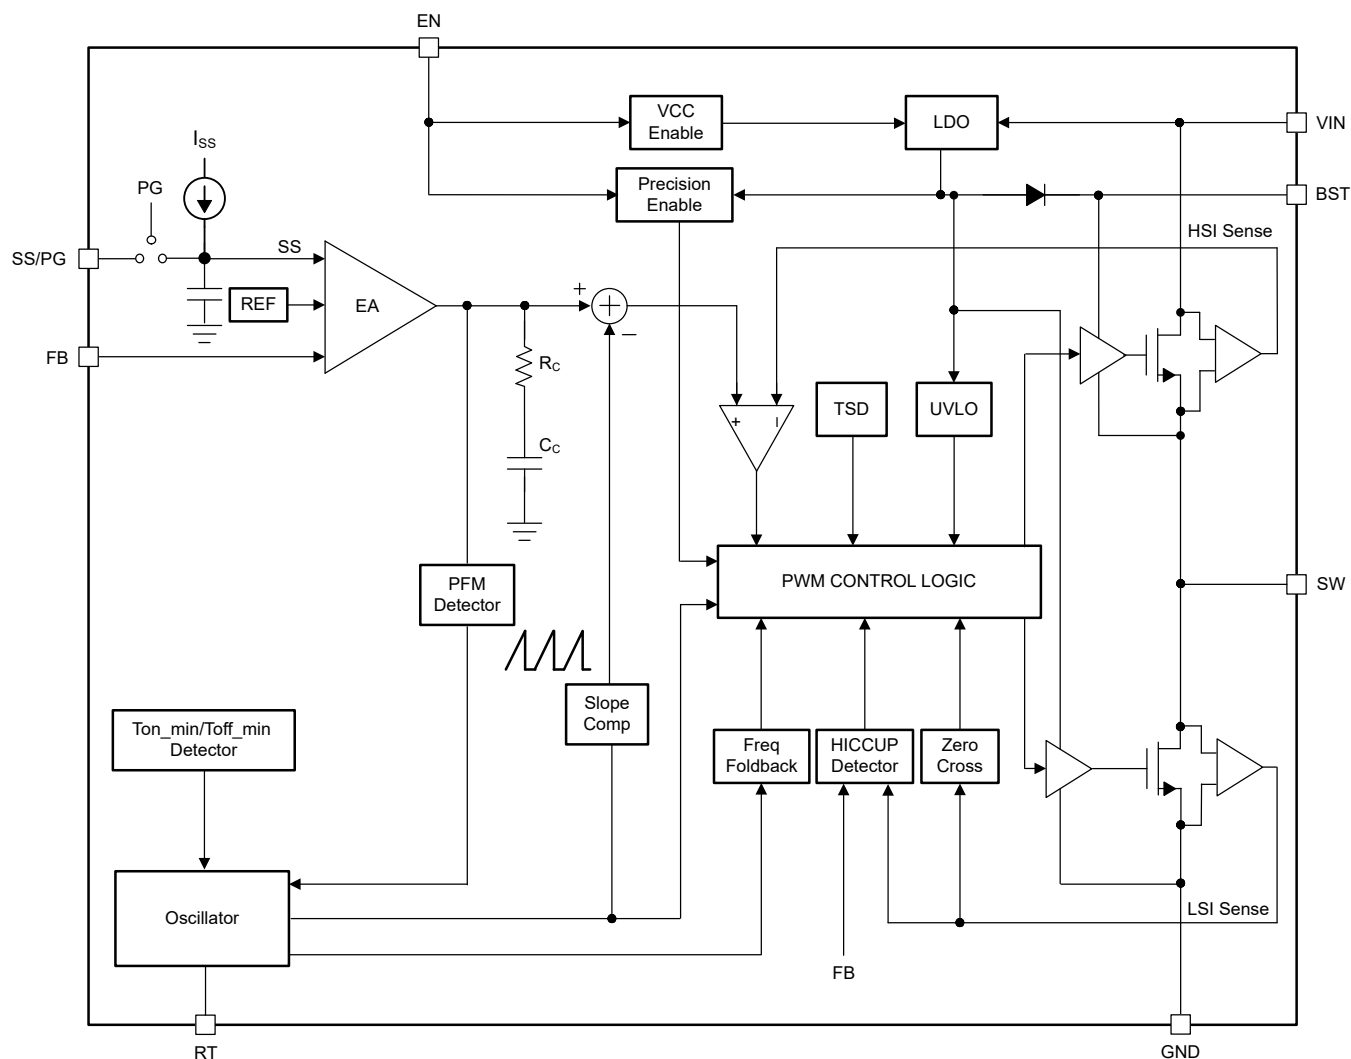 EN
VCC
Enable
LDO
VIN
I_SS
PG
Precision
Enable
BST
SS/PG
SS
HSI Sense
REF
EA
+
+
−
FB
R_C
TSD
UVLO
+
−
C_C
PFM
Detector
PWM CONTROL LOGIC
SW
Slope
Comp
Ton_min/Toff_min
Detector
Freq
Foldback
HICCUP
Detector
Zero
Cross
Oscillator
LSI Sense
FB
RT
GND